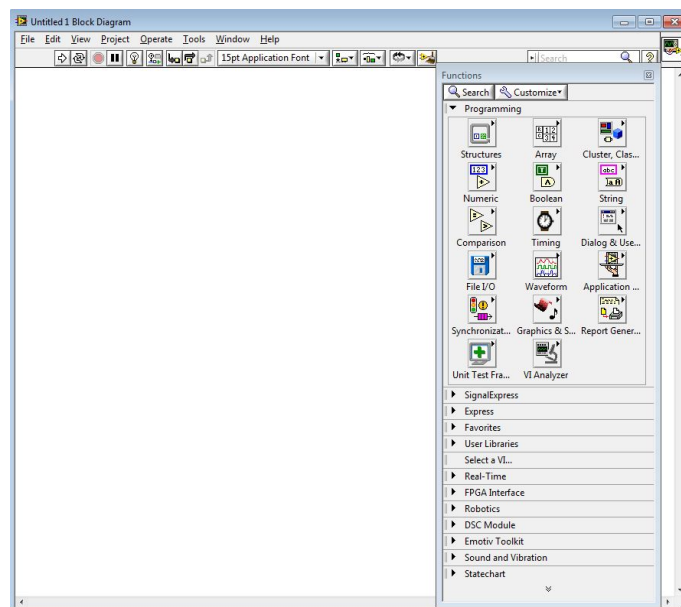 Untitled 1 Block Diagram
File Edit View Project Operate Tools Window Help
15pt Application Font
Search
Functions
Search Customize
Programming
Structures Array Cluster, Clas...
Numeric Boolean String
Comparison Timing Dialog & Use...
File I/O Waveform Application ...
Synchronizat... Graphics & S... Report Gener...
Unit Test Fra... VI Analyzer
SignalExpress
Express
Favorites
User Libraries
Select a VI...
Real-Time
FPGA Interface
Robotics
DSC Module
Emotiv Toolkit
Sound and Vibration
Statechart